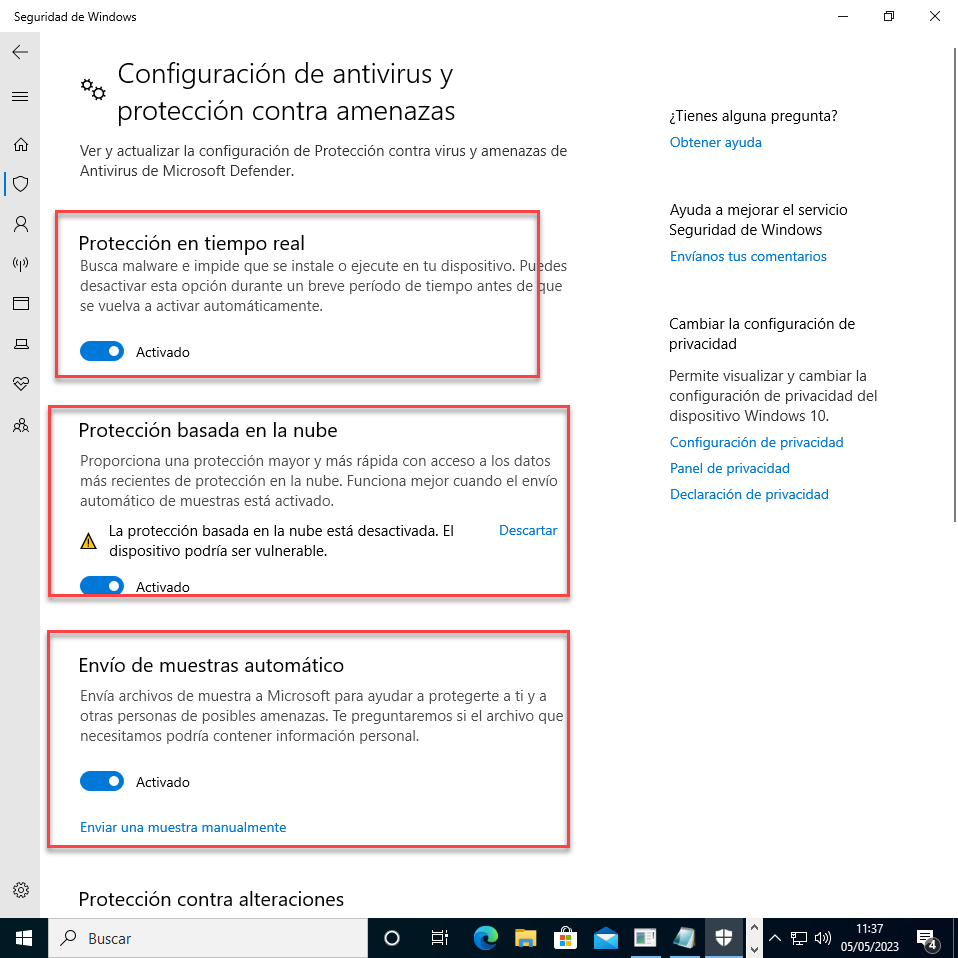 Seguridad de Windows
Configuración de antivirus y
protección contra amenazas
Ver y actualizar la configuración de Protección contra virus y amenazas de
Antivirus de Microsoft Defender.
Protección en tiempo real
Busca malware e impide que se instale o ejecute en tu dispositivo. Puedes
desactivar esta opción durante un breve período de tiempo antes de que
se vuelva a activar automáticamente.
Activado
Protección basada en la nube
Proporciona una protección mayor y más rápida con acceso a los datos
más recientes de protección en la nube. Funciona mejor cuando el envío
automático de muestras está activado.
La protección basada en la nube está desactivada. El
dispositivo podría ser vulnerable.
Descartar
Activado
Envío de muestras automático
Envía archivos de muestra a Microsoft para ayudar a protegerte a ti y a
otras personas de posibles amenazas. Te preguntaremos si el archivo que
necesitamos podría contener información personal.
Activado
Enviar una muestra manualmente
Protección contra alteraciones
¿Tienes alguna pregunta?
Obtener ayuda
Ayuda a mejorar el servicio
Seguridad de Windows
Envíanos tus comentarios
Cambiar la configuración de
privacidad
Permite visualizar y cambiar la
configuración de privacidad del
dispositivo Windows 10.
Configuración de privacidad
Panel de privacidad
Declaración de privacidad
Buscar
11:37
05/05/2023
4